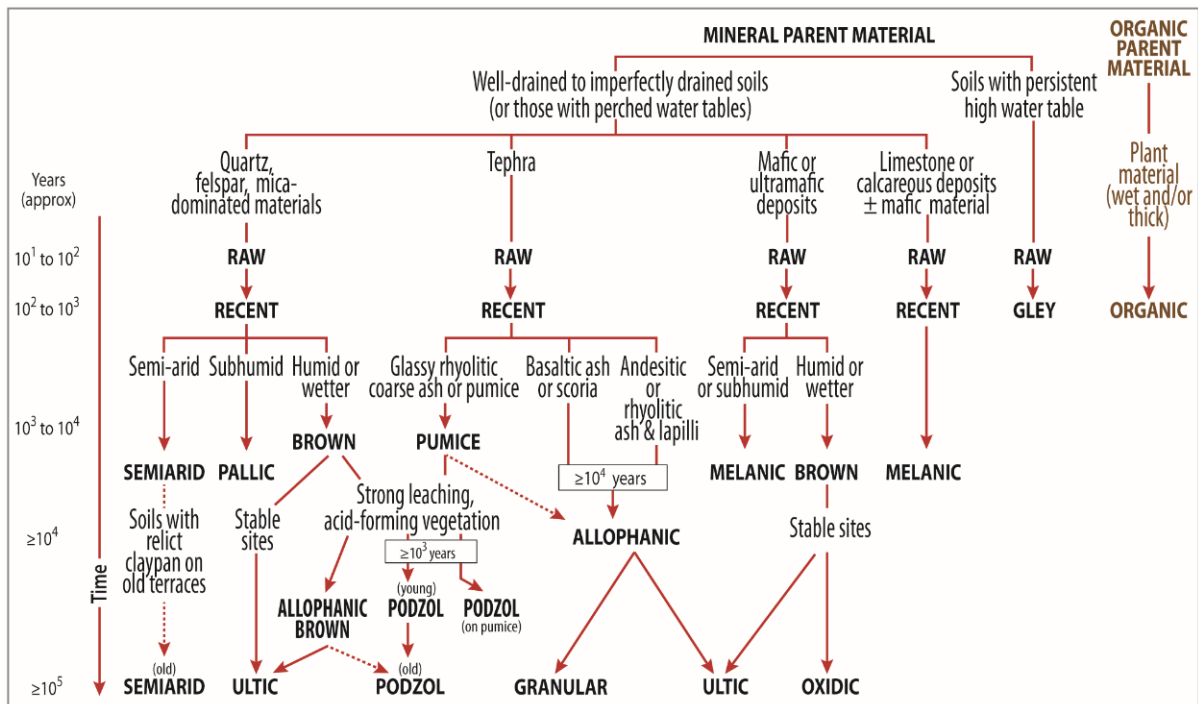 MINERAL PARENT MATERIAL
ORGANIC
PARENT
MATERIAL
Well-drained to imperfectly drained soils
(or those with perched water tables)
Soils with persistent
high water table
Years
(approx)
Quartz,
felspar, mica-
dominated materials
Tephra
Mafic or
ultramafic
deposits
Limestone or
calcareous deposits
± mafic material
Plant
material
(wet and/or
thick)
10¹ to 10²
RAW
RAW
RAW
RAW
RAW
10² to 10³
RECENT
RECENT
RECENT
RECENT
GLEY
ORGANIC
Semi-arid
Subhumid
Humid or
wetter
Glassy rhyolitic
coarse ash or pumice
Basaltic ash
or scoria
Andesitic
or
rhyolitic
ash & lapilli
Semi-arid
or subhumid
Humid or
wetter
10³ to 10⁴
BROWN
PUMICE
SEMIARID
PALLIC
≥10⁴ years
MELANIC
BROWN
MELANIC
≥10⁴
Soils with
relict
claypan on
old terraces
Stable
sites
Strong leaching,
acid-forming vegetation
≥10³ years
ALLOPHANIC
Stable sites
Time
ALLOPHANIC
BROWN
(young)
PODZOL
PODZOL
(on pumice)
≥10⁵
(old)
SEMIARID
ULTIC
(old)
PODZOL
GRANULAR
ULTIC
OXIDIC